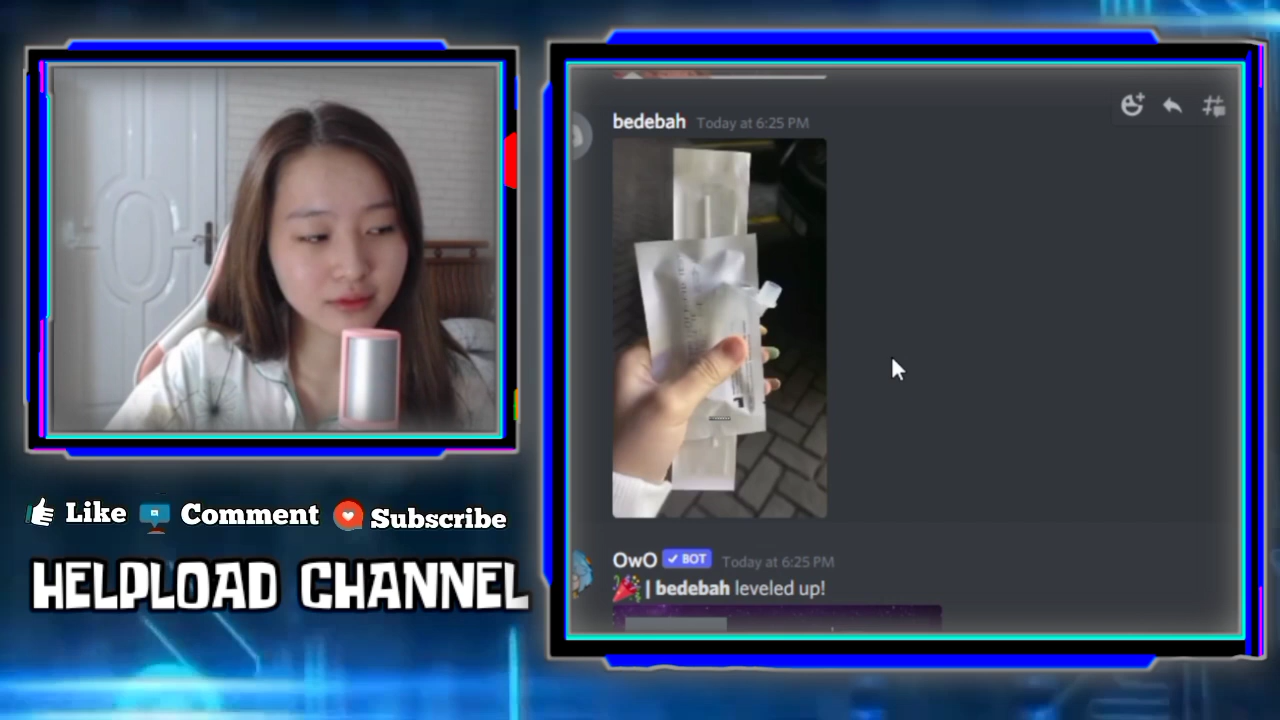 bedebah Today at 6:25 PM
OwO BOT Today at 6:25 PM
| bedebah leveled up!
Like Comment Subscribe
HELPLOAD CHANNEL